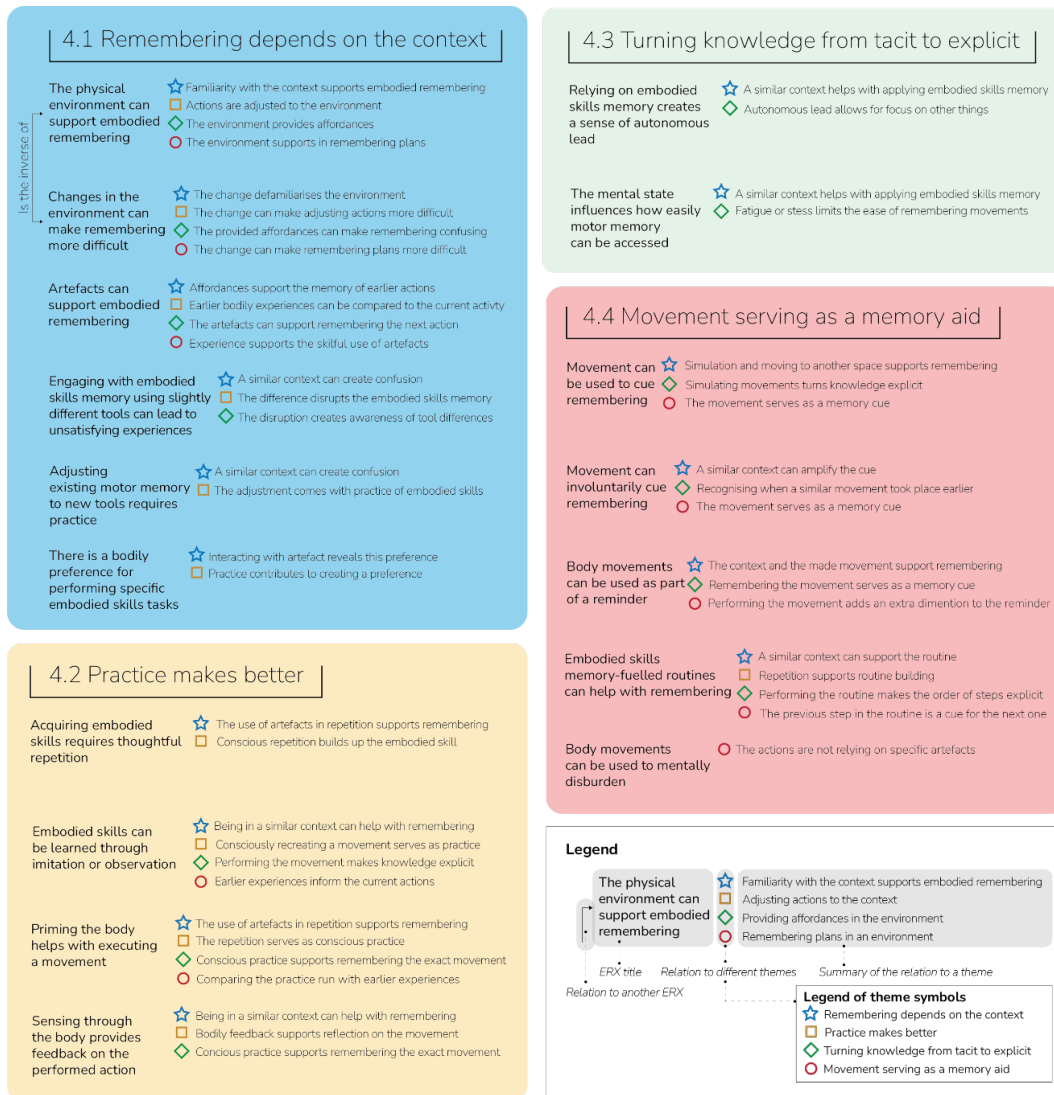 4.1 Remembering depends on the context
Is the inverse of
The physical
environment can
support embodied
remembering
Familiarity with the context supports embodied remembering
Actions are adjusted to the environment
The environment provides affordances
The environment supports in remembering plans
Changes in the
environment can
make remembering
more difficult
The change defamiliarises the environment
The change can make adjusting actions more difficult
The provided affordances can make remembering confusing
The change can make remembering plans more difficult
Artefacts can
support embodied
remembering
Affordances support the memory of earlier actions
Earlier bodily experiences can be compared to the current activty
The artefacts can support remembering the next action
Experience supports the skilful use of artefacts
Engaging with embodied
skills memory using slightly
different tools can lead to
unsatisfying experiences
A similar context can create confusion
The difference disrupts the embodied skills memory
The disruption creates awareness of tool differences
Adjusting
existing motor memory
to new tools requires
practice
A similar context can create confusion
The adjustment comes with practice of embodied skills
There is a bodily
preference for
performing specific
embodied skills tasks
Interacting with artefact reveals this preference
Practice contributes to creating a preference
4.2 Practice makes better
Acquiring embodied
skills requires thoughtful
repetition
The use of artefacts in repetition supports remembering
Conscious repetition builds up the embodied skill
Embodied skills can
be learned through
imitation or observation
Being in a similar context can help with remembering
Consciously recreating a movement serves as practice
Performing the movement makes knowledge explicit
Earlier experiences inform the current actions
Priming the body
helps with executing
a movement
The use of artefacts in repetition supports remembering
The repetition serves as conscious practice
Conscious practice supports remembering the exact movement
Comparing the practice run with earlier experiences
Sensing through
the body provides
feedback on the
performed action
Being in a similar context can help with remembering
Bodily feedback supports reflection on the movement
Concious practice supports remembering the exact movement
4.3 Turning knowledge from tacit to explicit
Relying on embodied
skills memory creates
a sense of autonomous
lead
A similar context helps with applying embodied skills memory
Autonomous lead allows for focus on other things
The mental state
influences how easily
motor memory
can be accessed
A similar context helps with applying embodied skills memory
Fatigue or stess limits the ease of remembering movements
4.4 Movement serving as a memory aid
Movement can
be used to cue
remembering
Simulation and moving to another space supports remembering
Simulating movements turns knowledge explicit
The movement serves as a memory cue
Movement can
involuntarily cue
remembering
A similar context can amplify the cue
Recognising when a similar movement took place earlier
The movement serves as a memory cue
Body movements
can be used as part
of a reminder
The context and the made movement support remembering
Remembering the movement serves as a memory cue
Performing the movement adds an extra dimention to the reminder
Embodied skills
memory-fuelled routines
can help with remembering
A similar context can support the routine
Repetition supports routine building
Performing the routine makes the order of steps explicit
The previous step in the routine is a cue for the next one
Body movements
can be used to mentally
disburden
The actions are not relying on specific artefacts
Legend
The physical
environment can
support embodied
remembering
Familiarity with the context supports embodied remembering
Adjusting actions to the context
Providing affordances in the environment
Remembering plans in an environment
ERX title
Relation to different themes
Summary of the relation to a theme
Relation to another ERX
Legend of theme symbols
Remembering depends on the context
Practice makes better
Turning knowledge from tacit to explicit
Movement serving as a memory aid